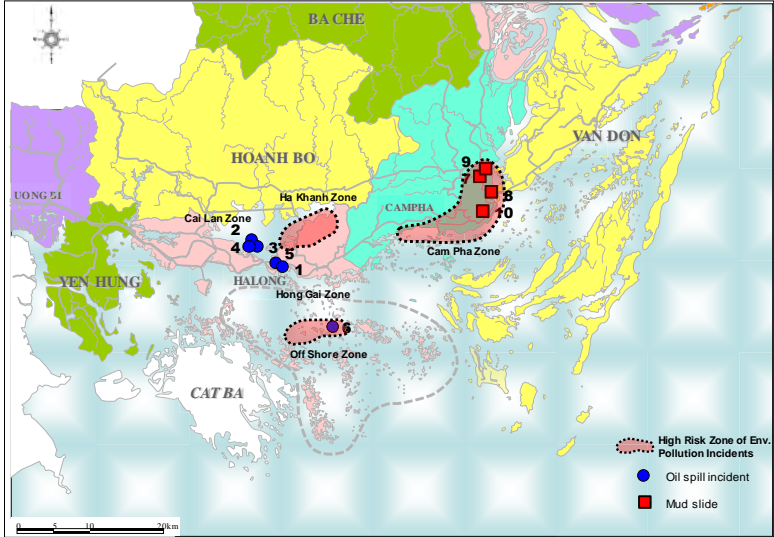 BA CHE
VAN DON
HOANH BO
UONG BI
9
7
8
10
CAMPHA
Ha Khanh Zone
Cai Lan Zone
2
4
3
5
1
Cam Pha Zone
YEN HUNG
HALONG
Hong Gai Zone
6
Off Shore Zone
CAT BA
High Risk Zone of Env.
Pollution Incidents
Oil spill incident
Mud slide
0 5 10 20km